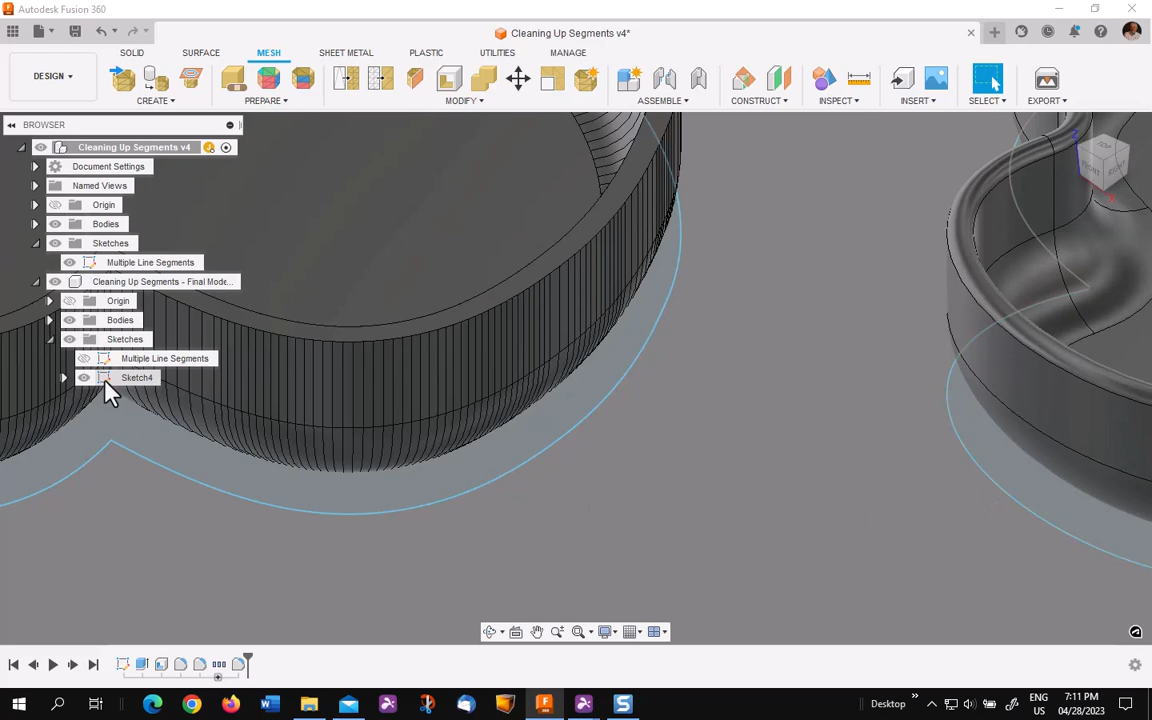 Autodesk Fusion 360
Cleaning Up Segments v4*
SOLID SURFACE MESH SHEET METAL PLASTIC UTILITIES MANAGE
DESIGN
CREATE PREPARE MODIFY ASSEMBLE CONSTRUCT INSPECT INSERT SELECT EXPORT
BROWSER
Cleaning Up Segments v4
Document Settings
Named Views
Origin
Bodies
Sketches
Multiple Line Segments
Cleaning Up Segments - Final Mode...
Origin
Bodies
Sketches
Multiple Line Segments
Sketch4
Z
TOP
FRONT RIGHT
X
Desktop
ENG
US
7:11 PM
04/28/2023